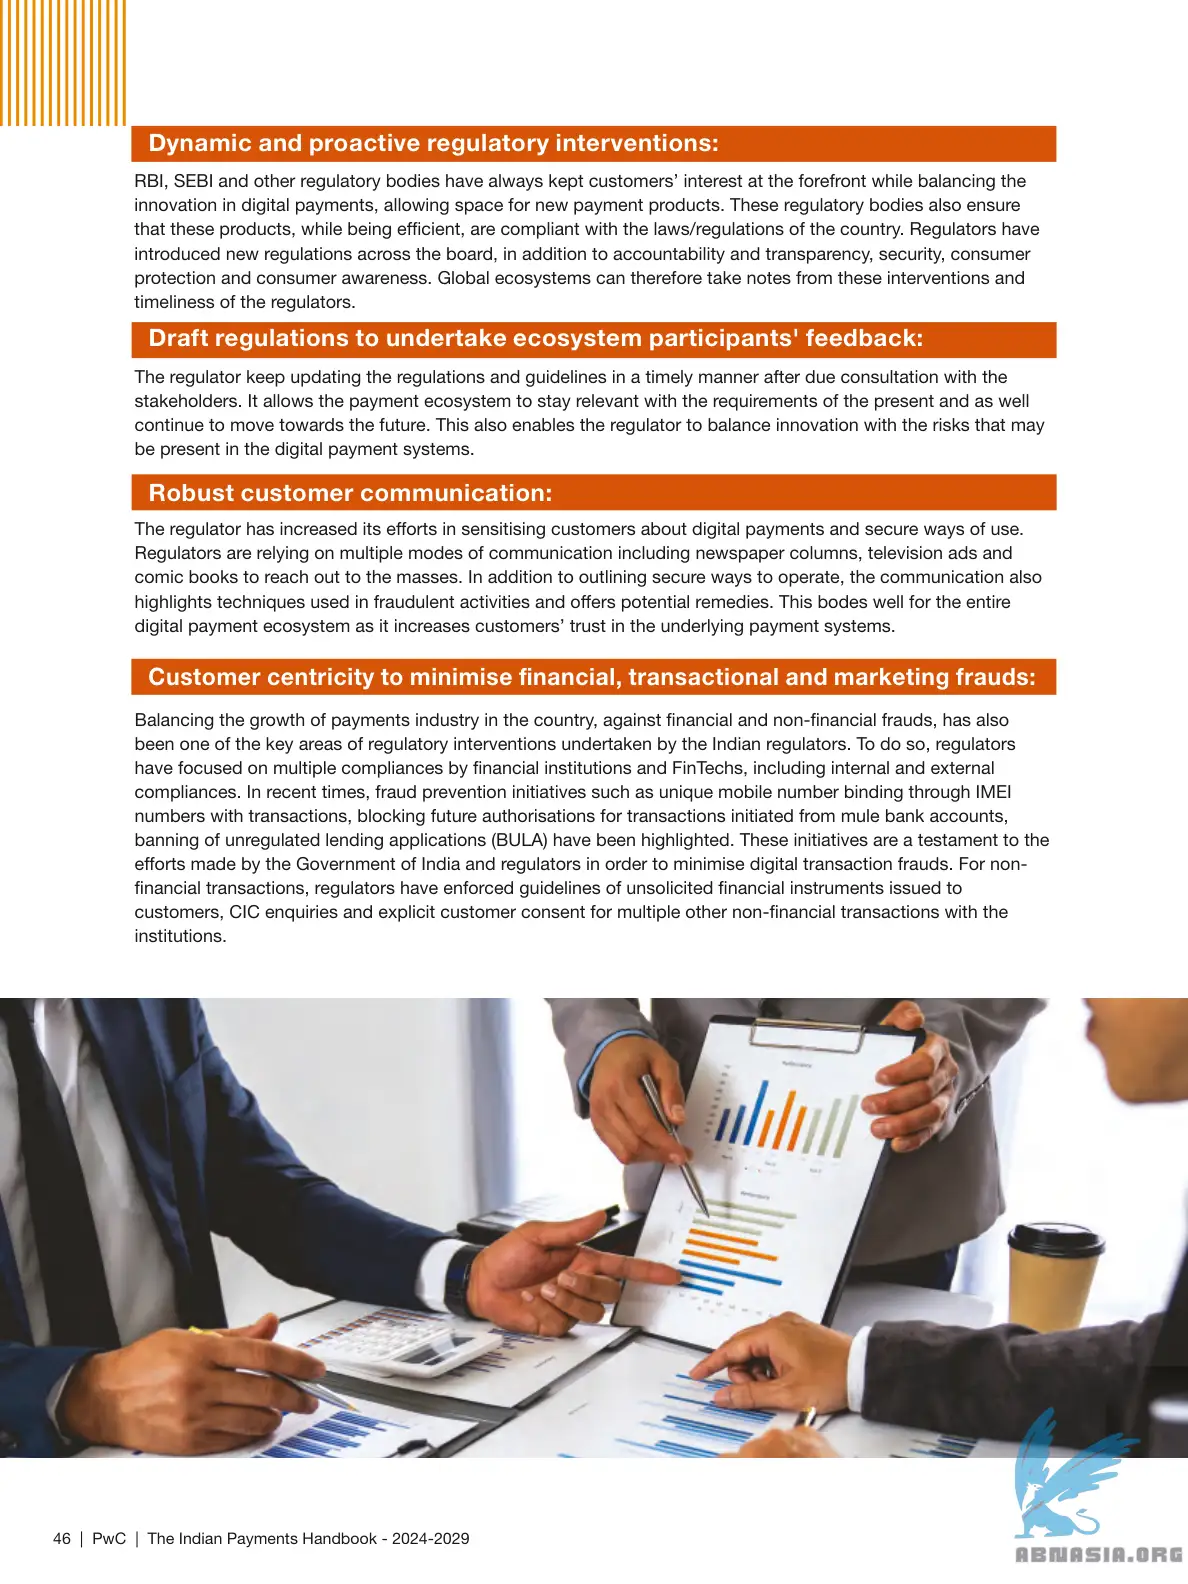 Dynamic and proactive regulatory interventions:
RBI, SEBI and other regulatory bodies have always kept customers’ interest at the forefront while balancing the
innovation in digital payments, allowing space for new payment products. These regulatory bodies also ensure
that these products, while being efficient, are compliant with the laws/regulations of the country. Regulators have
introduced new regulations across the board, in addition to accountability and transparency, security, consumer
protection and consumer awareness. Global ecosystems can therefore take notes from these interventions and
timeliness of the regulators.
Draft regulations to undertake ecosystem participants' feedback:
The regulator keep updating the regulations and guidelines in a timely manner after due consultation with the
stakeholders. It allows the payment ecosystem to stay relevant with the requirements of the present and as well
continue to move towards the future. This also enables the regulator to balance innovation with the risks that may
be present in the digital payment systems.
Robust customer communication:
The regulator has increased its efforts in sensitising customers about digital payments and secure ways of use.
Regulators are relying on multiple modes of communication including newspaper columns, television ads and
comic books to reach out to the masses. In addition to outlining secure ways to operate, the communication also
highlights techniques used in fraudulent activities and offers potential remedies. This bodes well for the entire
digital payment ecosystem as it increases customers’ trust in the underlying payment systems.
Customer centricity to minimise financial, transactional and marketing frauds:
Balancing the growth of payments industry in the country, against financial and non-financial frauds, has also
been one of the key areas of regulatory interventions undertaken by the Indian regulators. To do so, regulators
have focused on multiple compliances by financial institutions and FinTechs, including internal and external
compliances. In recent times, fraud prevention initiatives such as unique mobile number binding through IMEI
numbers with transactions, blocking future authorisations for transactions initiated from mule bank accounts,
banning of unregulated lending applications (BULA) have been highlighted. These initiatives are a testament to the
efforts made by the Government of India and regulators in order to minimise digital transaction frauds. For non-
financial transactions, regulators have enforced guidelines of unsolicited financial instruments issued to
customers, CIC enquiries and explicit customer consent for multiple other non-financial transactions with the
institutions.
46 | PwC | The Indian Payments Handbook - 2024-2029
ABNASIA.ORG